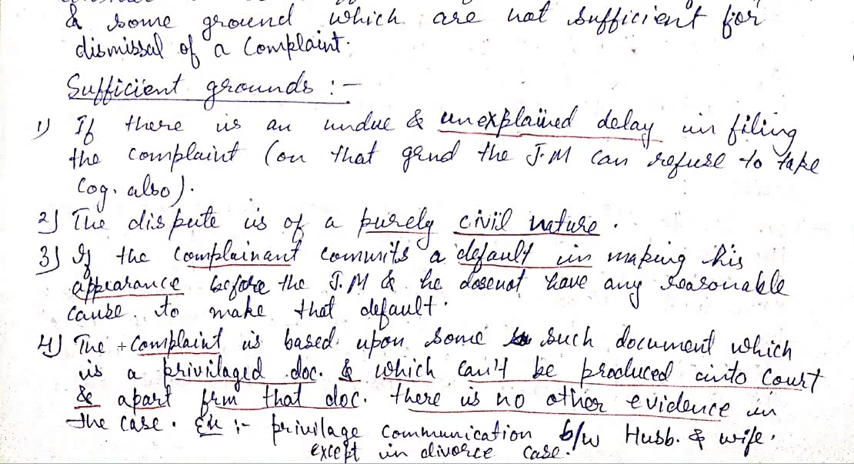 & some ground which are not sufficient for
dismissal of a complaint.
Sufficient grounds :-
1) If there is an undue & unexplained delay in filing
the complaint (on that grnd the J.M can refuse to take
cog. also).
2) The dispute is of a purely civil nature.
3) If the complainant commits a default in making his
appearance before the J.M & he doesnot have any reasonable
cause to make that default.
4) The complaint is based upon some such document which
is a privilaged doc. & which can't be produced into court
& apart frm that doc. there is no other evidence in
the case. Ex :- privilage communication b/w Husb. & wife.
except in divorce case.